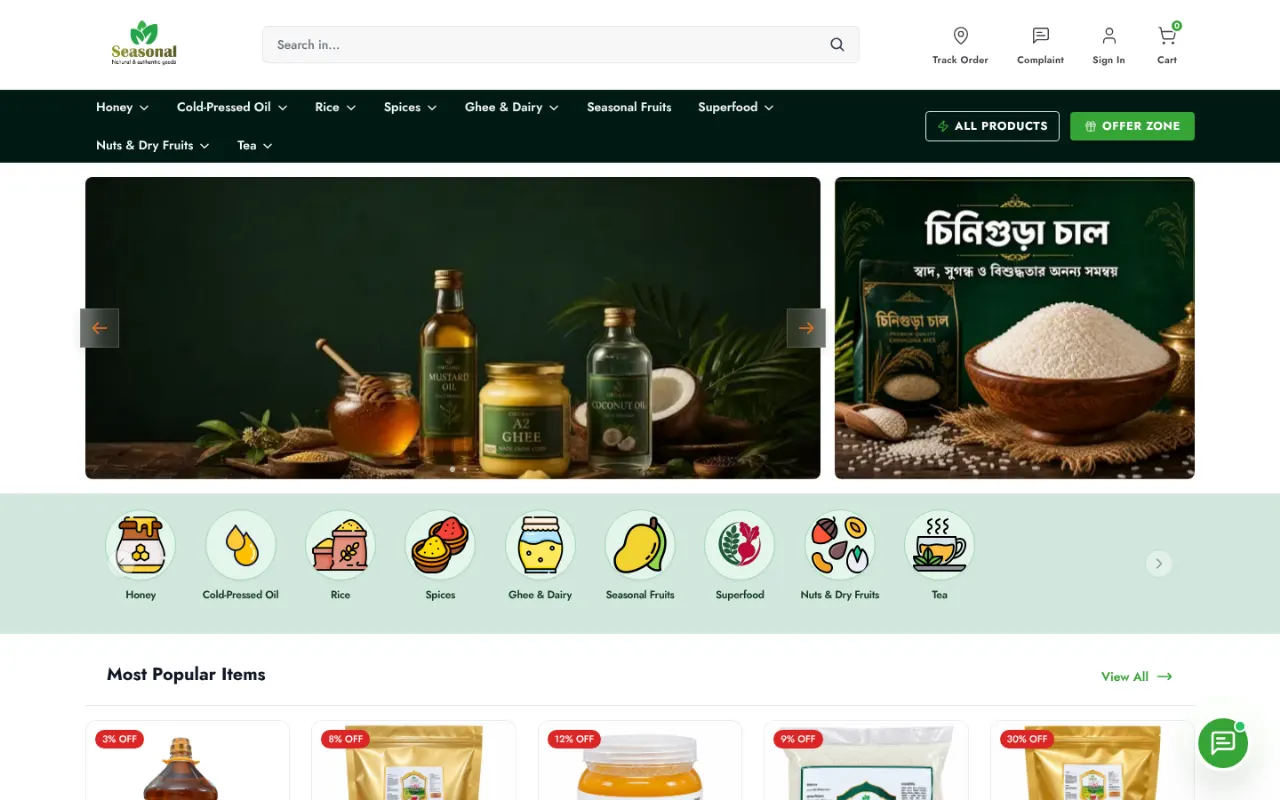 Seasonal
Natural & authentic goods
Search in...
Track Order
Complaint
Sign In
0
Cart
Honey
Cold-Pressed Oil
Rice
Spices
Ghee & Dairy
Seasonal Fruits
Superfood
Nuts & Dry Fruits
Tea
ALL PRODUCTS
OFFER ZONE
MUSTARD
OIL
A2
GHEE
COCONUT OIL
চিনিগুড়া চাল
স্বাদ, সুগন্ধ ও বিশুদ্ধতার অনন্য সমন্বয়
চিনিগুড়া চাল
Honey
Cold-Pressed Oil
Rice
Spices
Ghee & Dairy
Seasonal Fruits
Superfood
Nuts & Dry Fruits
Tea
Most Popular Items
View All
3% OFF
8% OFF
12% OFF
9% OFF
30% OFF